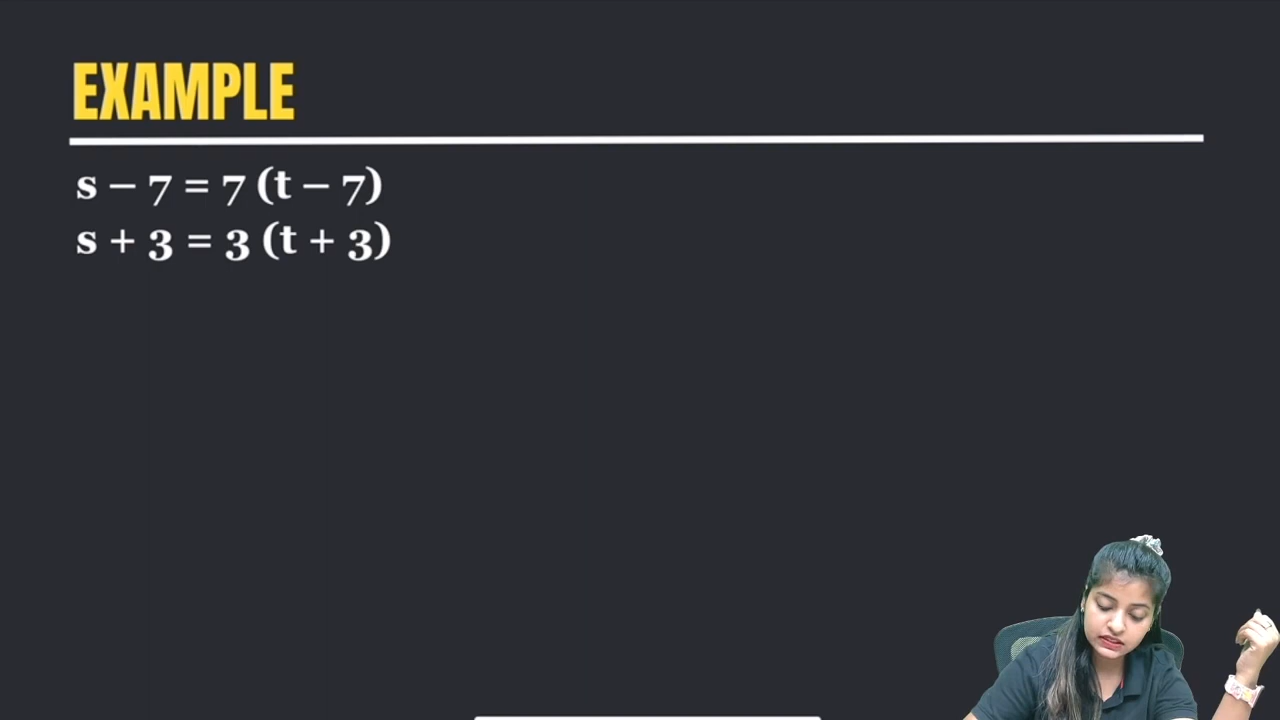 EXAMPLE
s – 7 = 7 (t – 7)
s + 3 = 3 (t + 3)